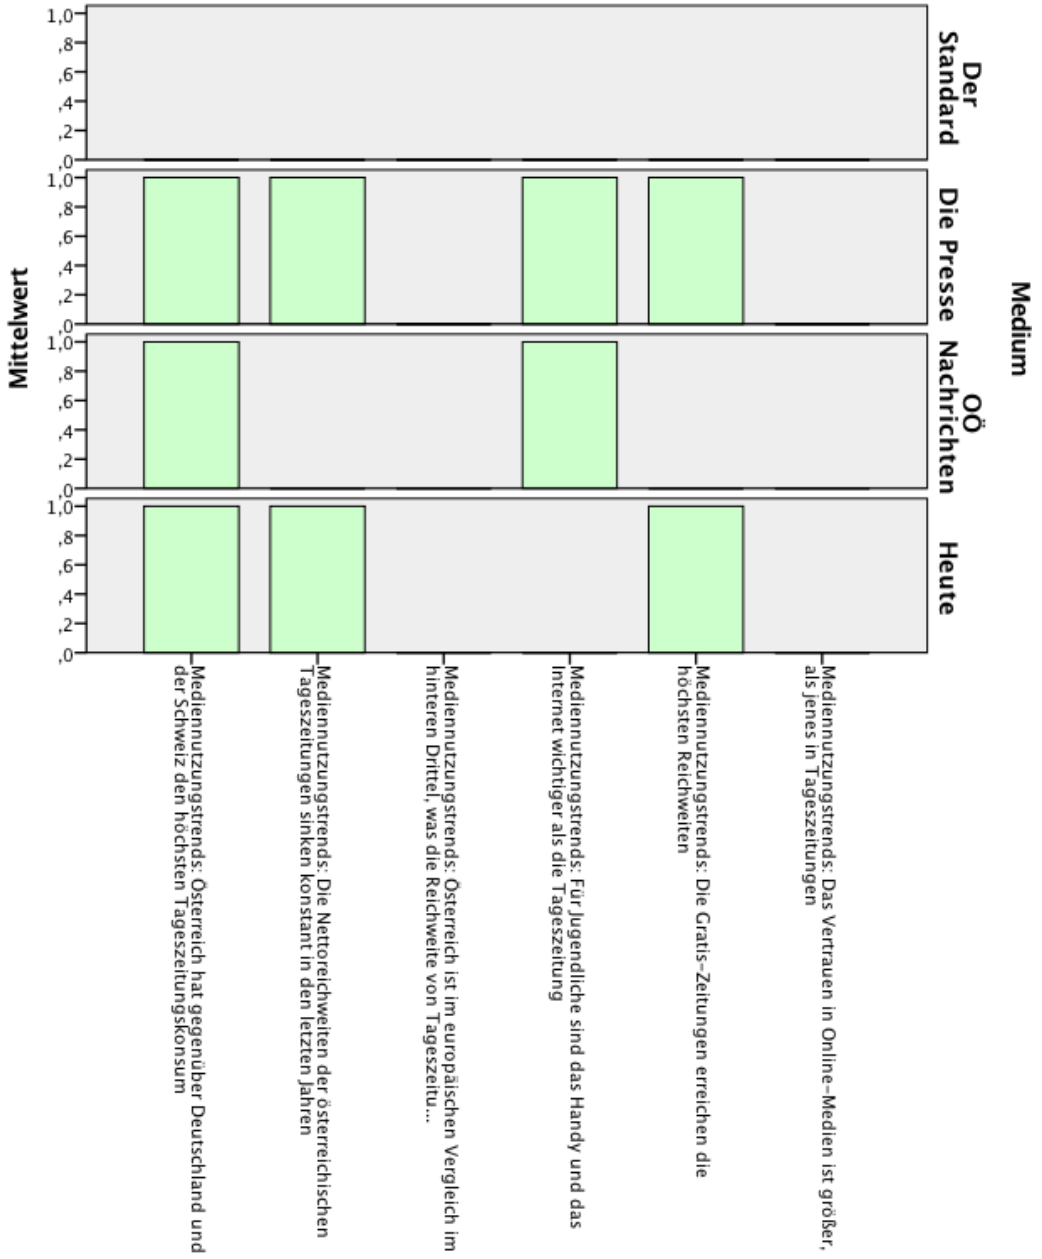 Medium
Der
Standard
Die Presse
OÖ
Nachrichten
Heute
Mittelwert
1,0
,8
,6
,4
,2
,0
1,0
,8
,6
,4
,2
,0
1,0
,8
,6
,4
,2
,0
1,0
,8
,6
,4
,2
,0
Mediennutzungstrends: Österreich hat gegenüber Deutschland und
der Schweiz den höchsten Tageszeitungskonsum
Mediennutzungstrends: Die Nettoreichweiten der österreichischen
Tageszeitungen sinken konstant in den letzten Jahren
Mediennutzungstrends: Österreich ist im europäischen Vergleich im
hinteren Drittel, was die Reichweite von Tageszeitu...
Mediennutzungstrends: Für Jugendliche sind das Handy und das
Internet wichtiger als die Tageszeitung
Mediennutzungstrends: Die Gratis-Zeitungen erreichen die
höchsten Reichweiten
Mediennutzungstrends: Das Vertrauen in Online-Medien ist größer,
als jenes in Tageszeitungen